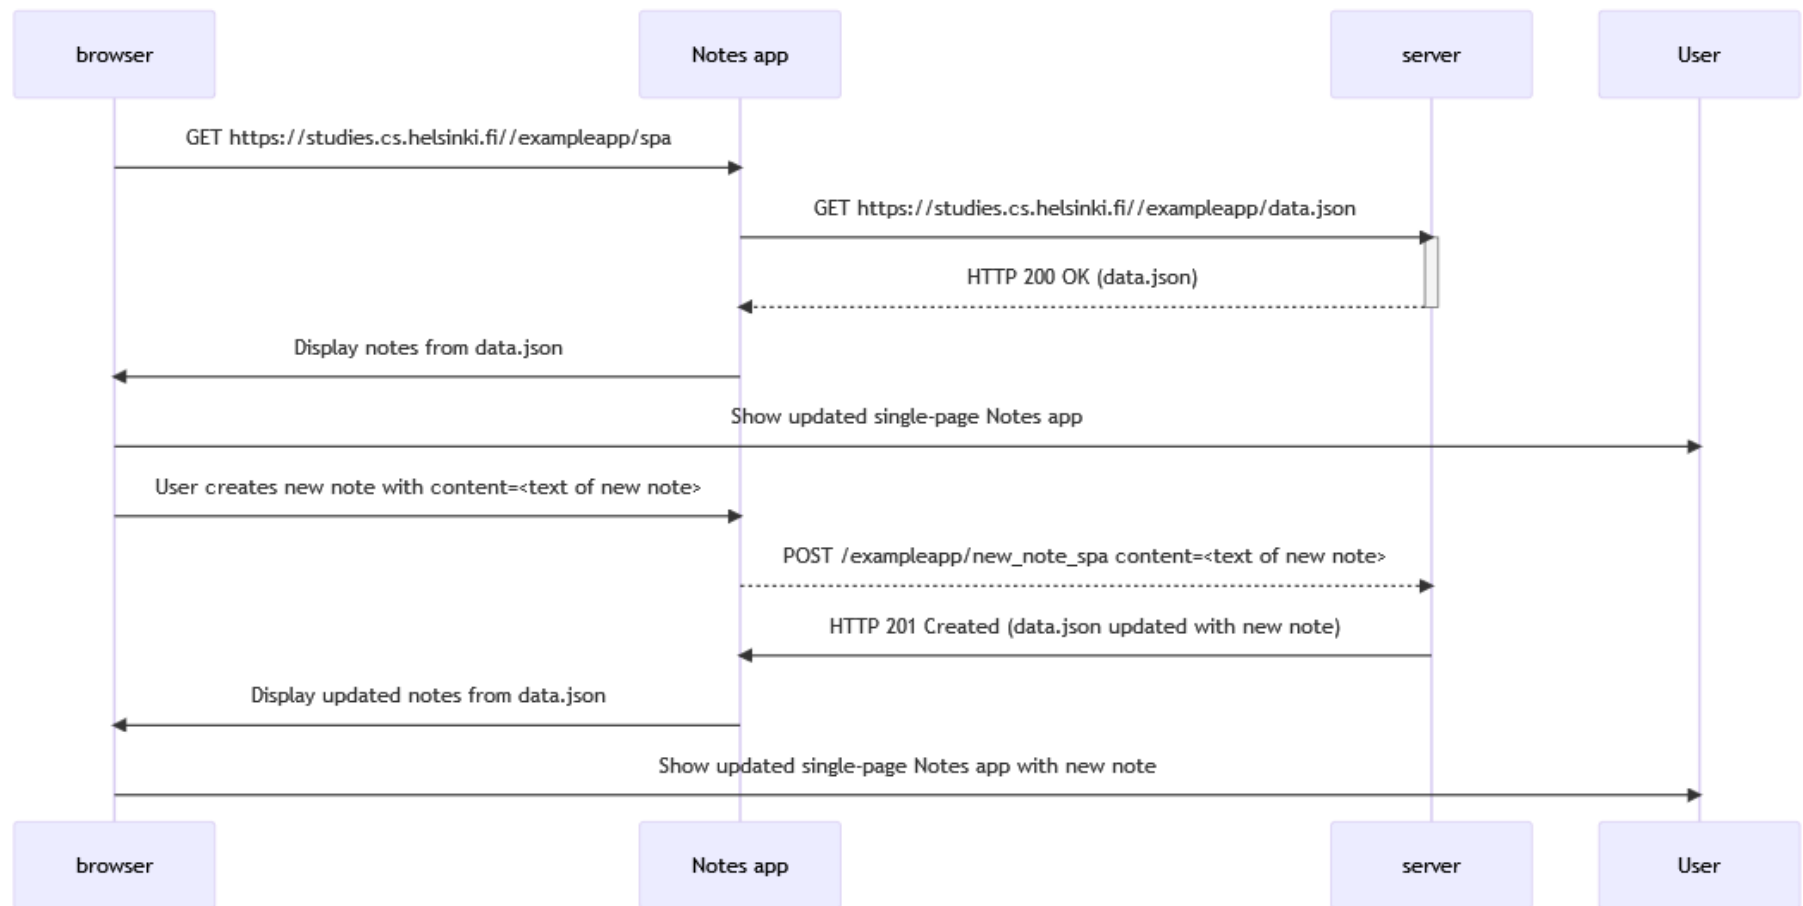 browser
Notes app
server
User
GET https://studies.cs.helsinki.fi//exampleapp/spa
GET https://studies.cs.helsinki.fi//exampleapp/data.json
HTTP 200 OK (data.json)
Display notes from data.json
Show updated single-page Notes app
User creates new note with content=<text of new note>
POST /exampleapp/new_note_spa content=<text of new note>
HTTP 201 Created (data.json updated with new note)
Display updated notes from data.json
Show updated single-page Notes app with new note
browser
Notes app
server
User